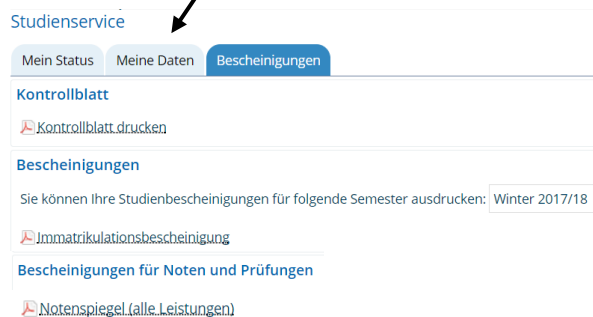 Studienservice
Mein Status Meine Daten Bescheinigungen
Kontrollblatt
Kontrollblatt drucken
Bescheinigungen
Sie können Ihre Studienbescheinigungen für folgende Semester ausdrucken: Winter 2017/18
Immatrikulationsbescheinigung
Bescheinigungen für Noten und Prüfungen
Notenspiegel (alle Leistungen)